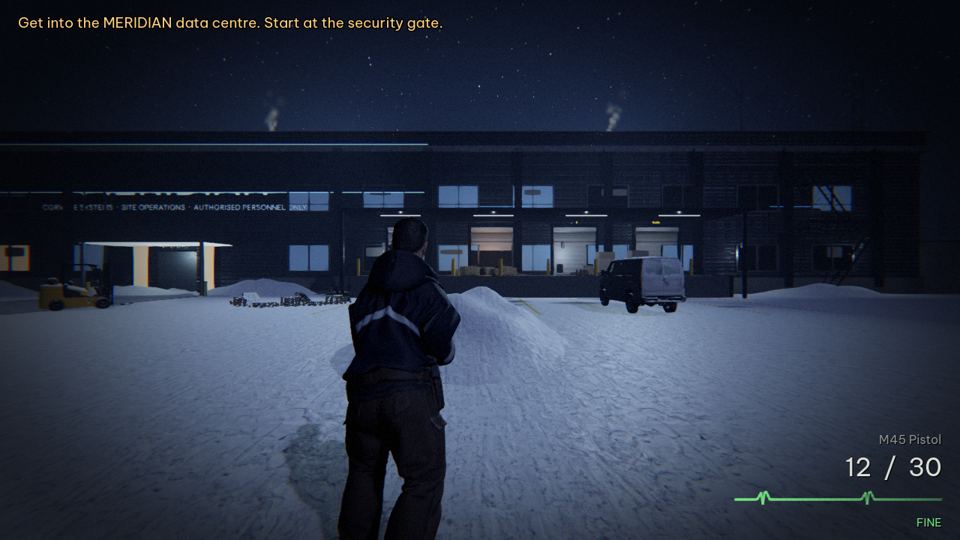 Get into the MERIDIAN data centre. Start at the security gate.
SYSTEMS · SITE OPERATIONS · AUTHORISED PERSONNEL ONLY
M45 Pistol
12 / 30
FINE